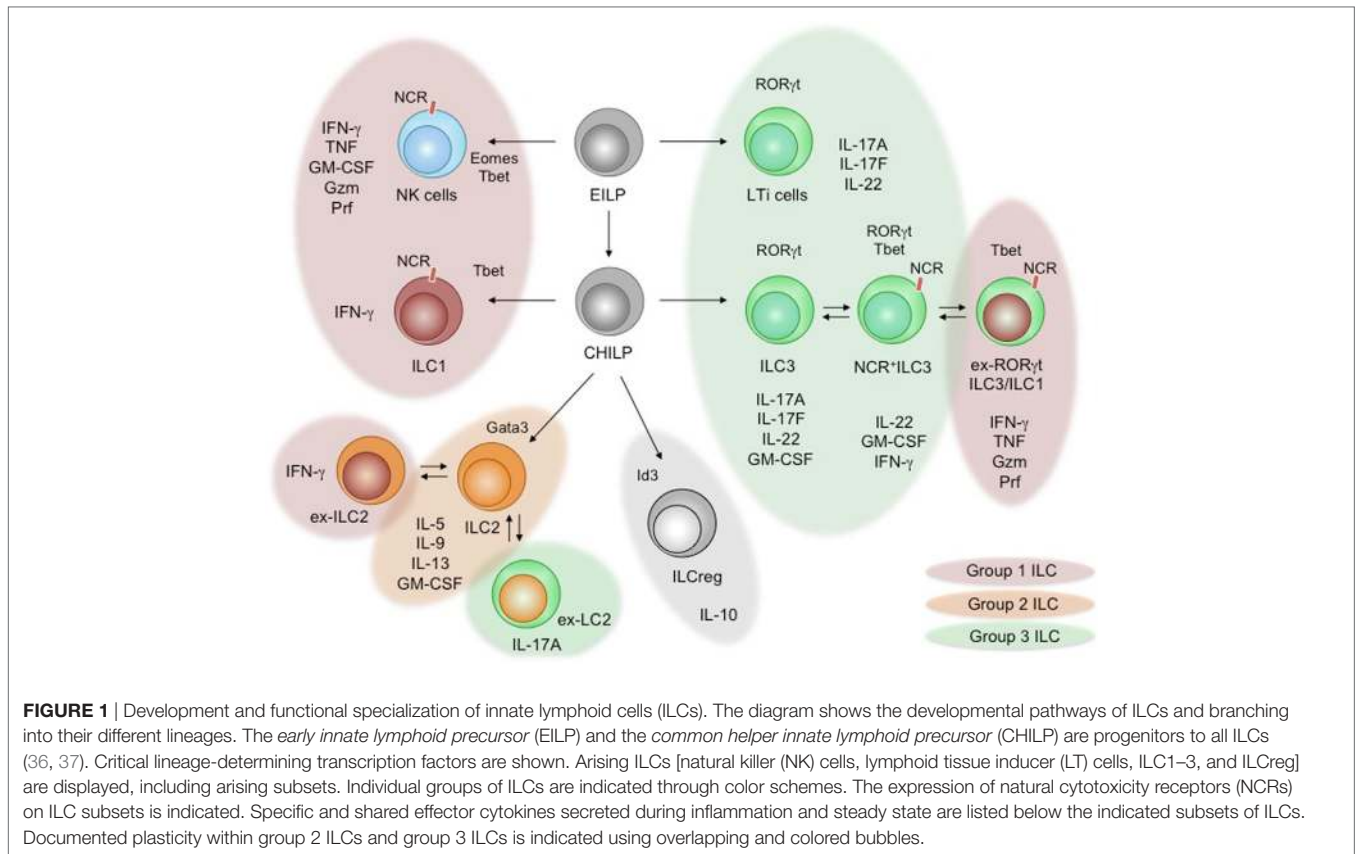 NCR
IFN-γ
TNF
GM-CSF
Gzm
Prf
NK cells
Eomes
Tbet
EILP
RORγt
LTi cells
IL-17A
IL-17F
IL-22
NCR
Tbet
IFN-γ
ILC1
CHILP
RORγt
ILC3
IL-17A
IL-17F
IL-22
GM-CSF
RORγt
Tbet
NCR
NCR⁺ILC3
IL-22
GM-CSF
IFN-γ
Tbet
NCR
ex-RORγt
ILC3/ILC1
IFN-γ
TNF
Gzm
Prf
IFN-γ
ex-ILC2
Gata3
ILC2
IL-5
IL-9
IL-13
GM-CSF
ex-LC2
IL-17A
Id3
ILCreg
IL-10
Group 1 ILC
Group 2 ILC
Group 3 ILC
FIGURE 1 | Development and functional specialization of innate lymphoid cells (ILCs). The diagram shows the developmental pathways of ILCs and branching
into their different lineages. The early innate lymphoid precursor (EILP) and the common helper innate lymphoid precursor (CHILP) are progenitors to all ILCs
(36, 37). Critical lineage-determining transcription factors are shown. Arising ILCs [natural killer (NK) cells, lymphoid tissue inducer (LT) cells, ILC1–3, and ILCreg]
are displayed, including arising subsets. Individual groups of ILCs are indicated through color schemes. The expression of natural cytotoxicity receptors (NCRs)
on ILC subsets is indicated. Specific and shared effector cytokines secreted during inflammation and steady state are listed below the indicated subsets of ILCs.
Documented plasticity within group 2 ILCs and group 3 ILCs is indicated using overlapping and colored bubbles.